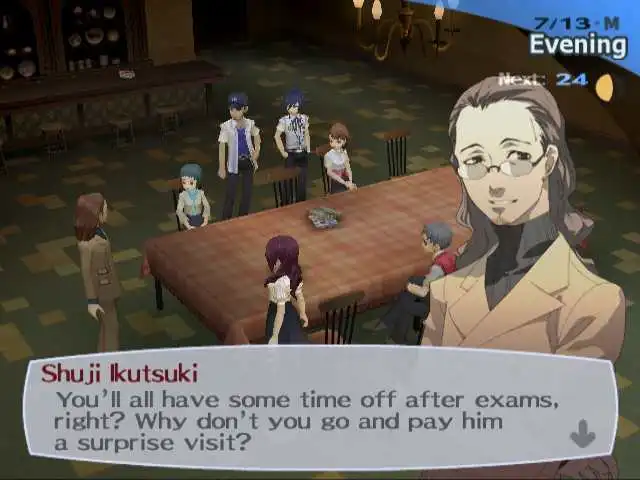 7/13 · M
Evening
Next: 24
Shuji Ikutsuki
You'll all have some time off after exams,
right? Why don't you go and pay him
a surprise visit?